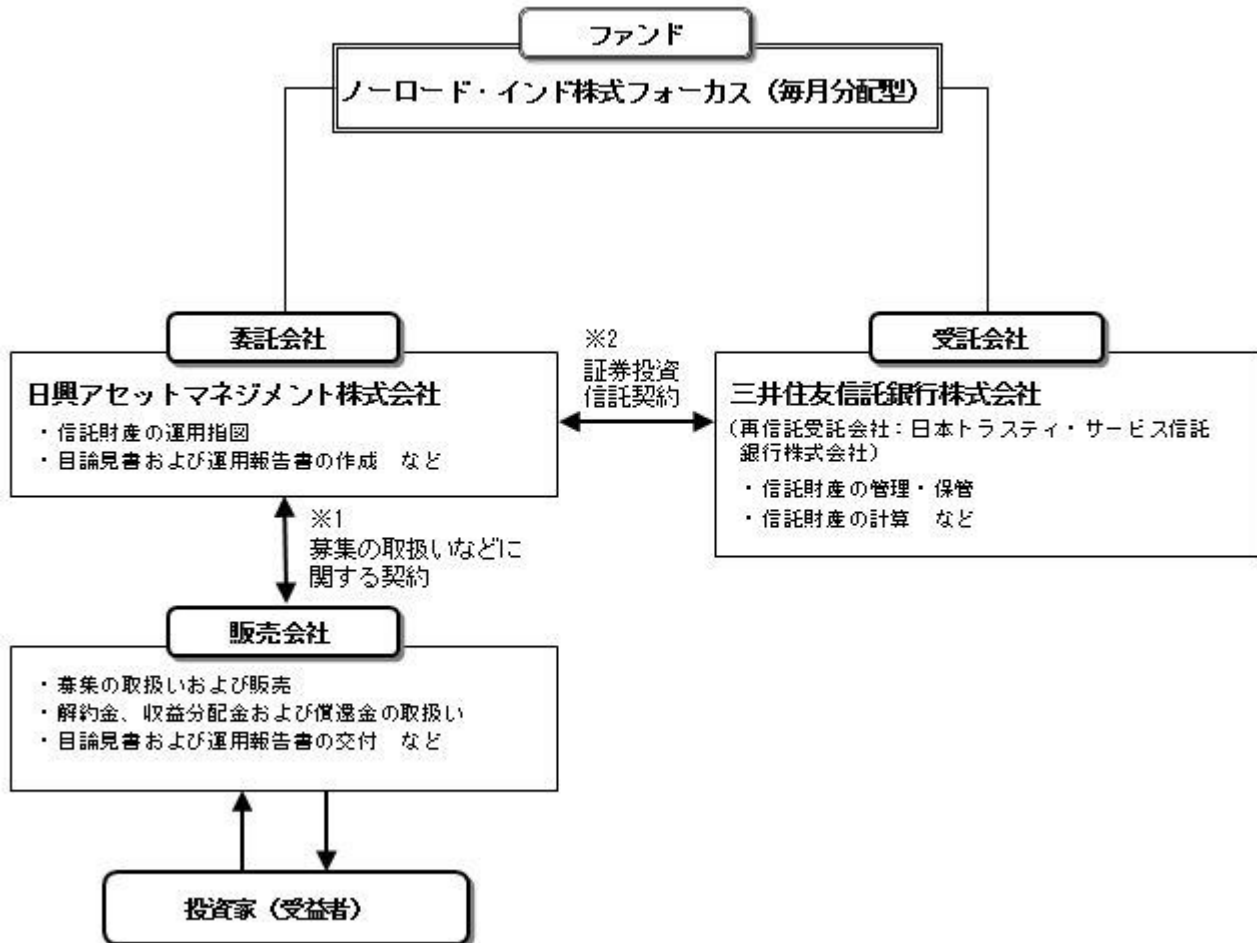 ファンド
ノーロード・インド株式フォーカス（毎月分配型）
委託会社
日興アセットマネジメント株式会社
・信託財産の運用指図
・目論見書および運用報告書の作成　など
※2
証券投資
信託契約
受託会社
三井住友信託銀行株式会社
（再信託受託会社：日本トラスティ・サービス信託
銀行株式会社）
・信託財産の管理・保管
・信託財産の計算　など
※1
募集の取扱いなどに
関する契約
販売会社
・募集の取扱いおよび販売
・解約金、収益分配金および償還金の取扱い
・目論見書および運用報告書の交付　など
投資家（受益者）